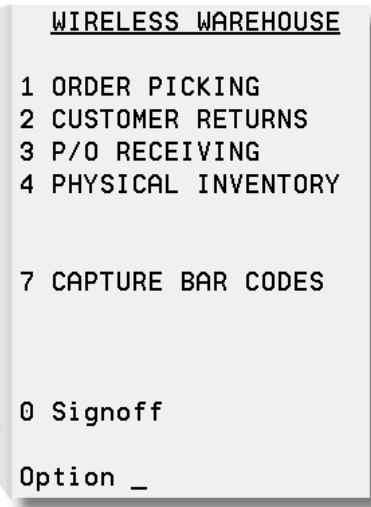 WIRELESS WAREHOUSE
1 ORDER PICKING
2 CUSTOMER RETURNS
3 P/O RECEIVING
4 PHYSICAL INVENTORY
7 CAPTURE BAR CODES
0 Signoff
Option _